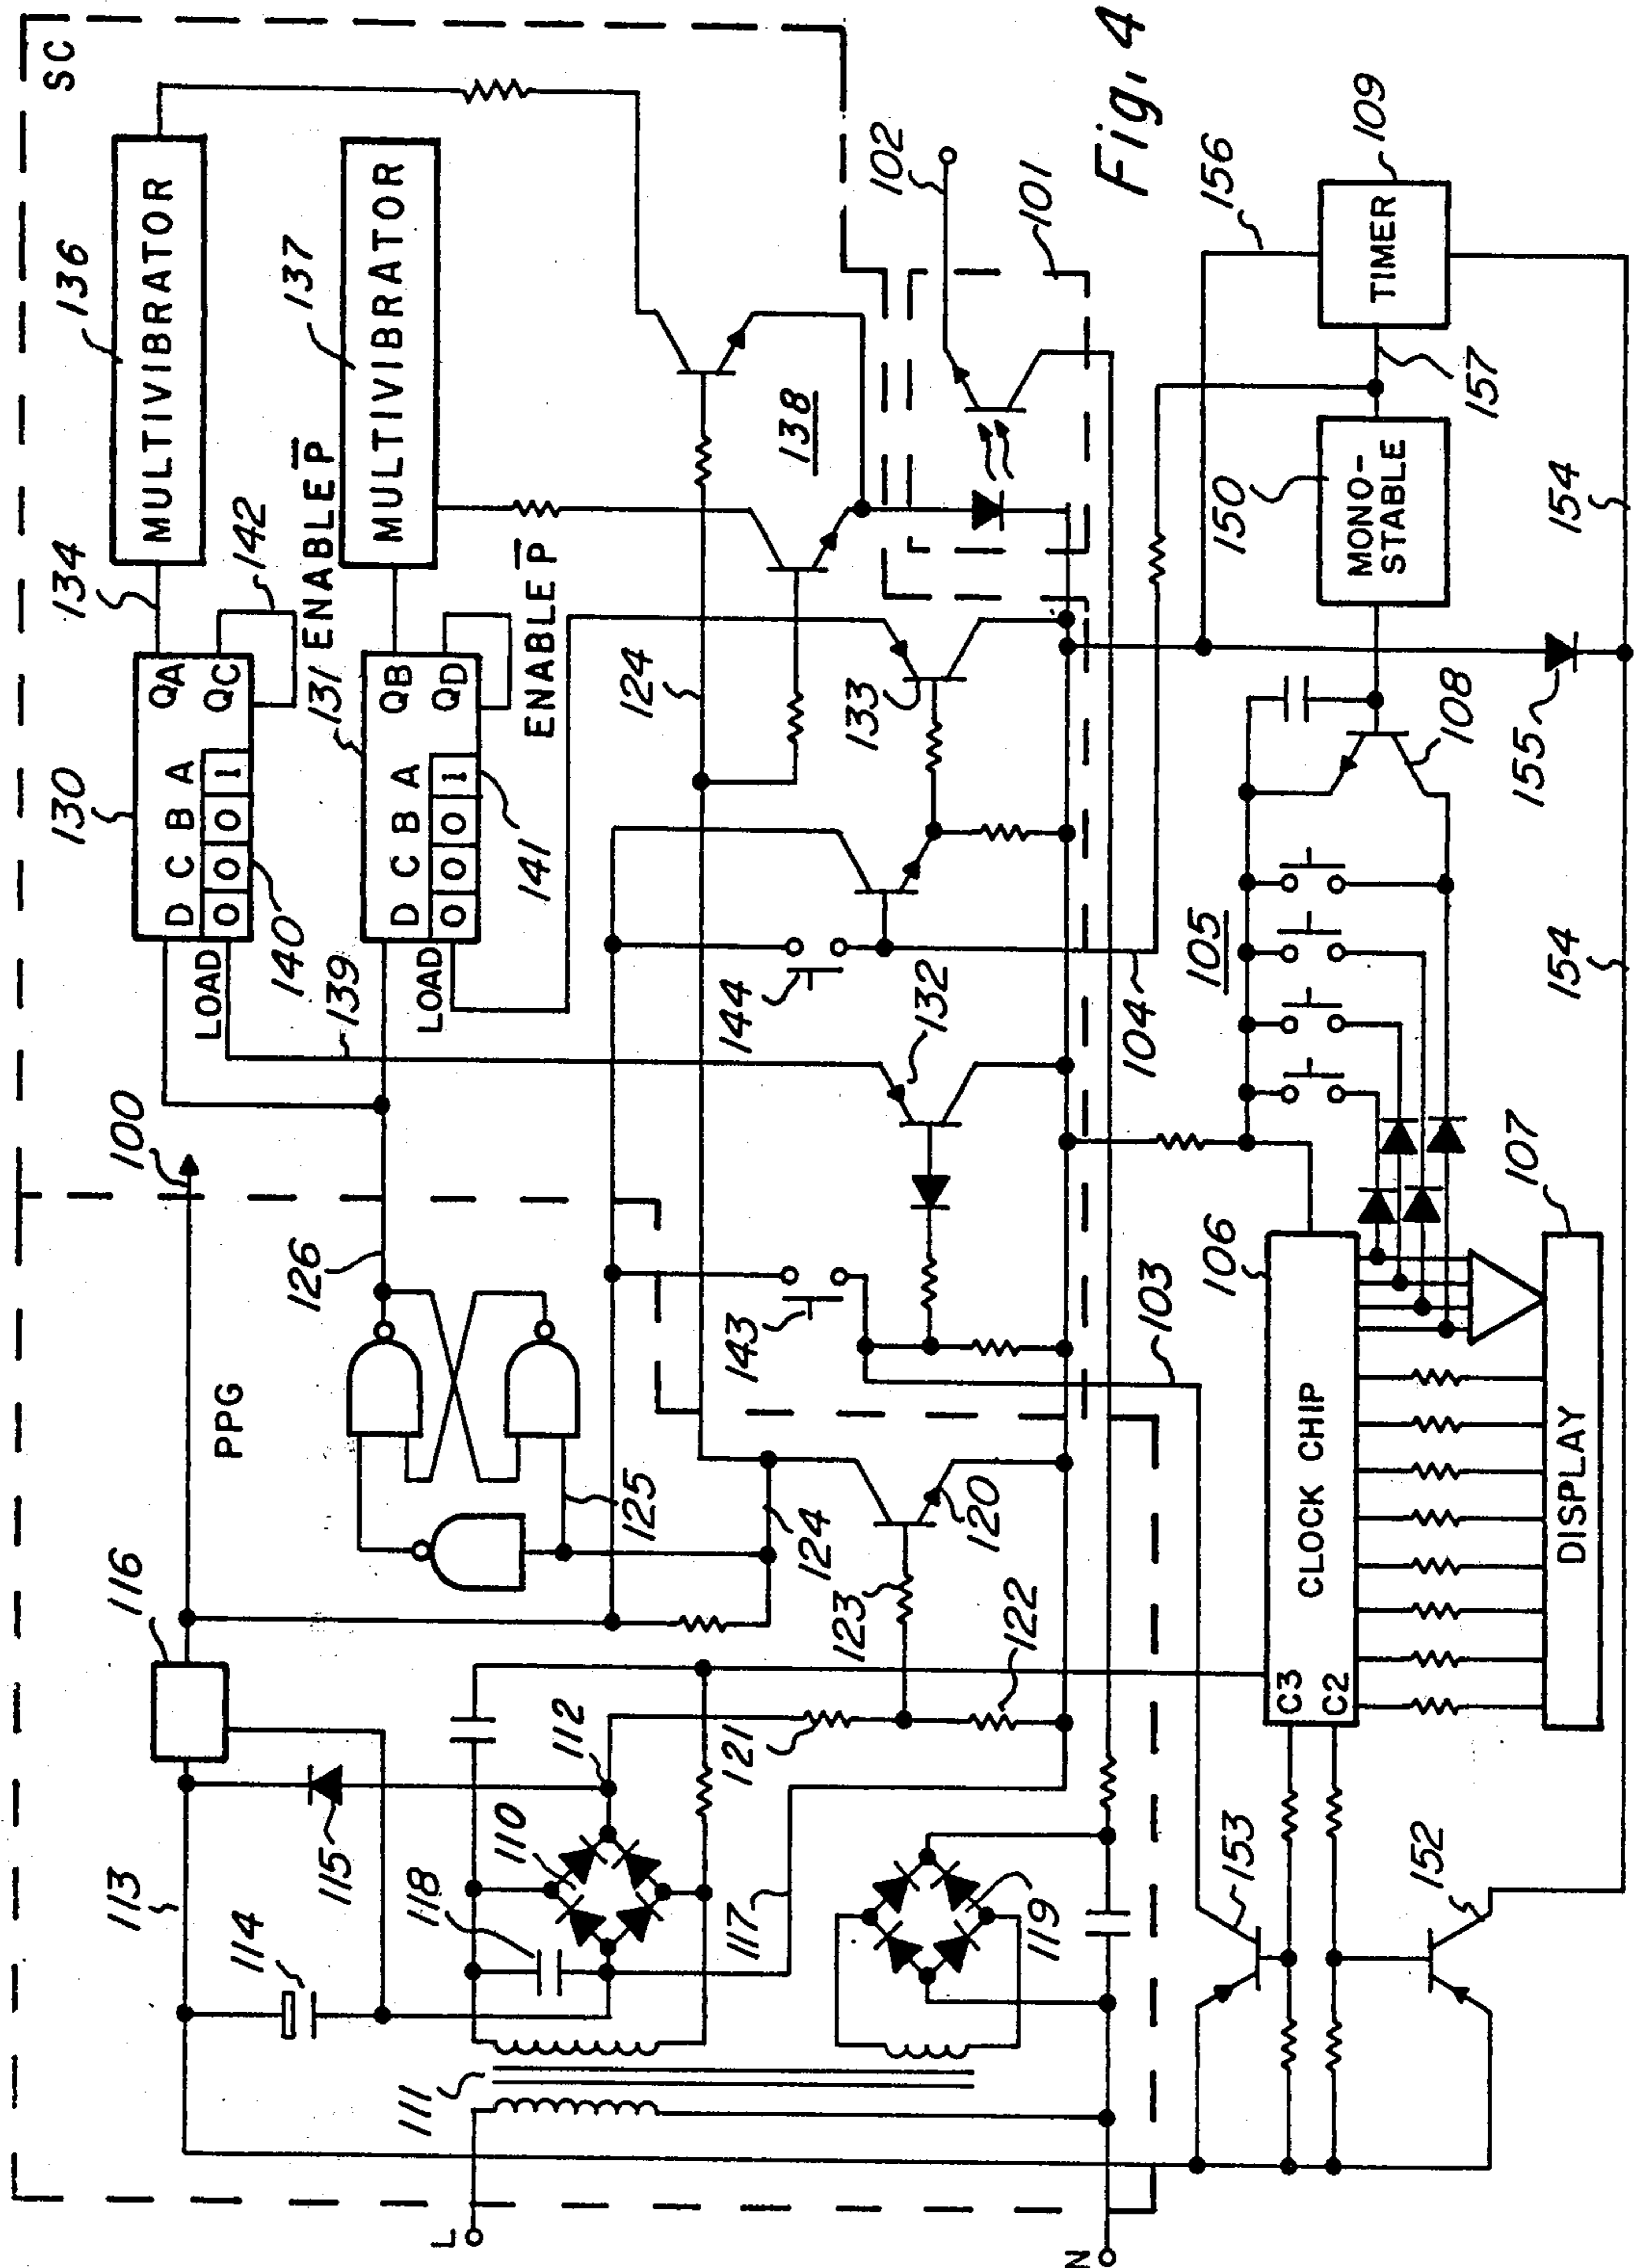 SC
136
MULTIVIBRATOR
134
130
QA
QC
142
D C B A
0 0 0 1
LOAD
140
139
137
MULTIVIBRATOR
131
ENABLE P̅
QB
QD
D C B A
0 0 0 1
LOAD
141
ENABLE P̅
138
124
133
144
132
104
143
103
102
101
Fig. 4
100
126
PPG
125
124
120
123
122
121
116
112
113
115
110
114
118
117
119
111
L
N
156
109
TIMER
157
150
MONO-
STABLE
154
155
108
105
154
107
106
CLOCK CHIP
C3
C2
DISPLAY
153
152